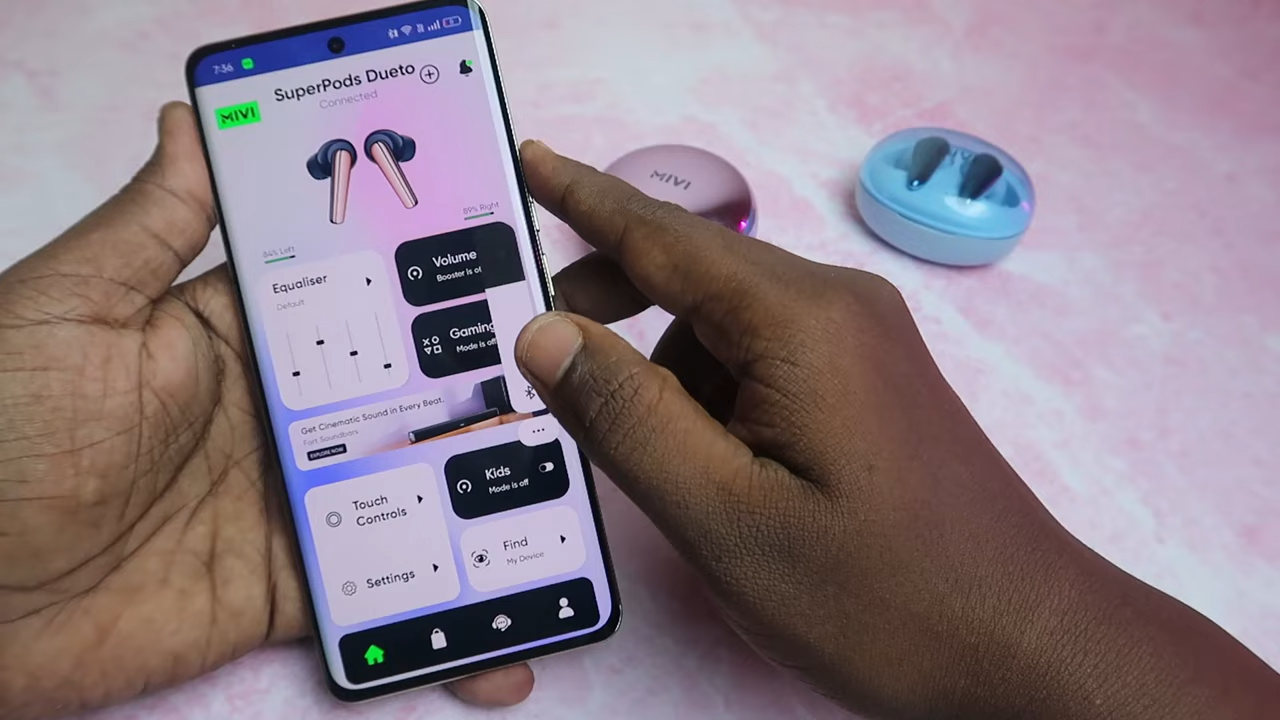 7:36
SuperPods Dueto
Connected
MIVI
89% Right
84% Left
Equaliser
Default
Volume
Booster is of
Gaming
Mode is off
Get Cinematic Sound in Every Beat.
Fort Soundbars
EXPLORE NOW
Touch
Controls
Kids
Mode is off
Settings
Find
My Device
MIVI